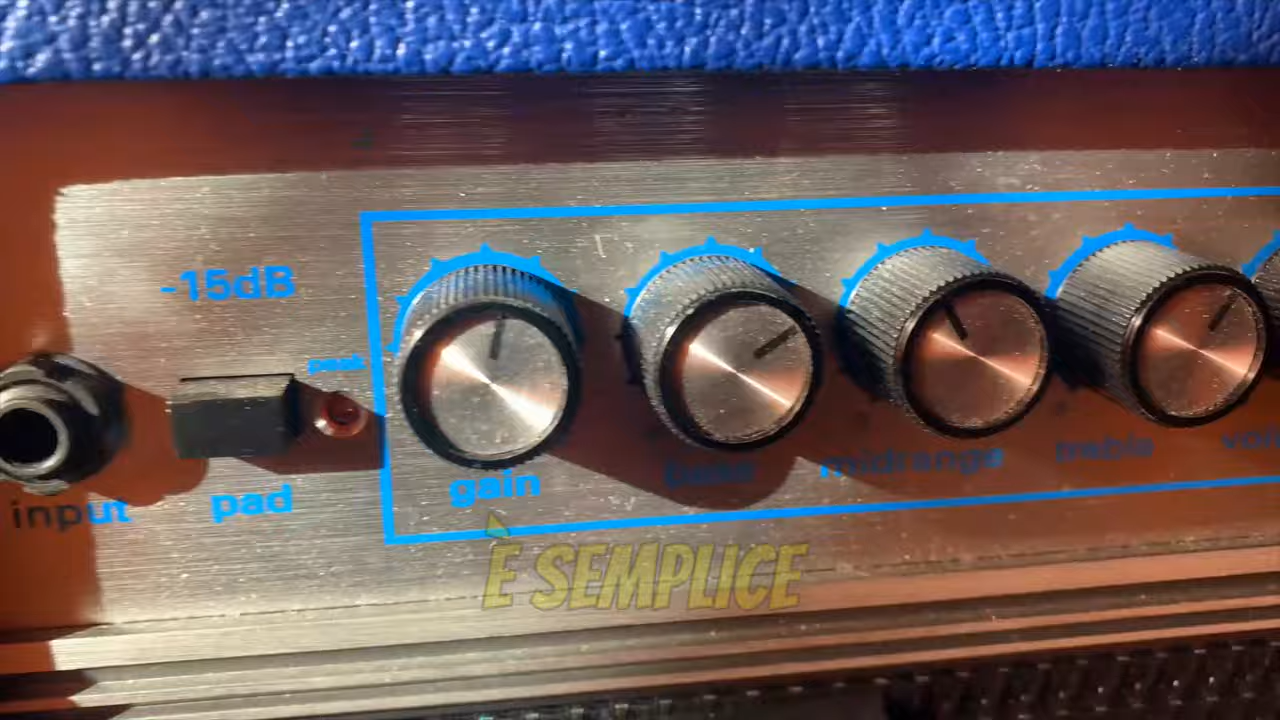 -15dB
peak
input
pad
gain
bass
midrange
treble
È SEMPLICE